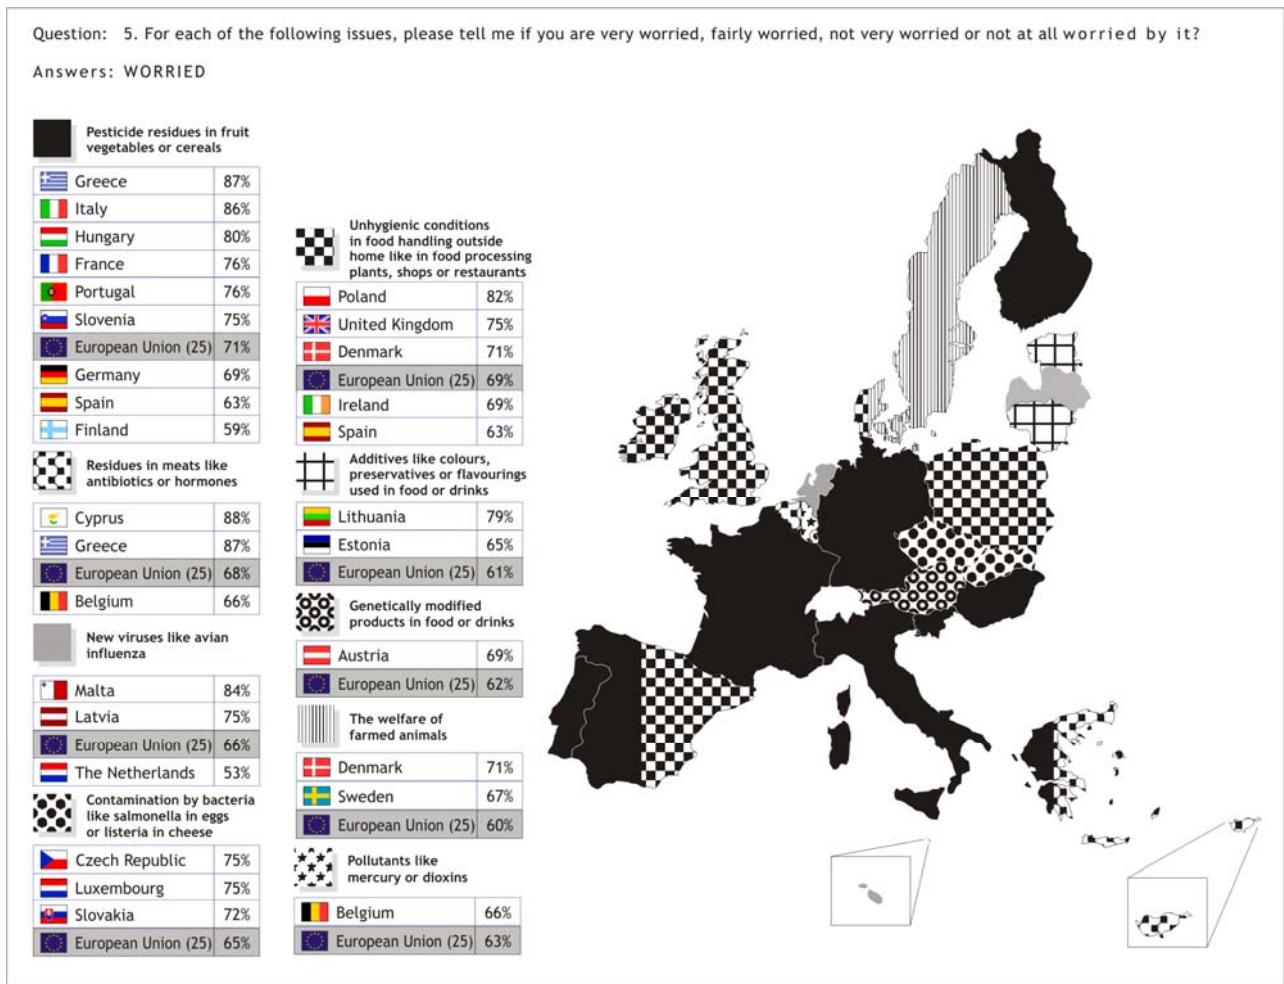 Question: 5. For each of the following issues, please tell me if you are very worried, fairly worried, not very worried or not at all worried by it?
Answers: WORRIED
Pesticide residues in fruit
vegetables or cereals
Greece 87%
Italy 86%
Hungary 80%
France 76%
Portugal 76%
Slovenia 75%
European Union (25) 71%
Germany 69%
Spain 63%
Finland 59%
Residues in meats like
antibiotics or hormones
Cyprus 88%
Greece 87%
European Union (25) 68%
Belgium 66%
New viruses like avian
influenza
Malta 84%
Latvia 75%
European Union (25) 66%
The Netherlands 53%
Contamination by bacteria
like salmonella in eggs
or listeria in cheese
Czech Republic 75%
Luxembourg 75%
Slovakia 72%
European Union (25) 65%
Unhygienic conditions
in food handling outside
home like in food processing
plants, shops or restaurants
Poland 82%
United Kingdom 75%
Denmark 71%
European Union (25) 69%
Ireland 69%
Spain 63%
Additives like colours,
preservatives or flavourings
used in food or drinks
Lithuania 79%
Estonia 65%
European Union (25) 61%
Genetically modified
products in food or drinks
Austria 69%
European Union (25) 62%
The welfare of
farmed animals
Denmark 71%
Sweden 67%
European Union (25) 60%
Pollutants like
mercury or dioxins
Belgium 66%
European Union (25) 63%